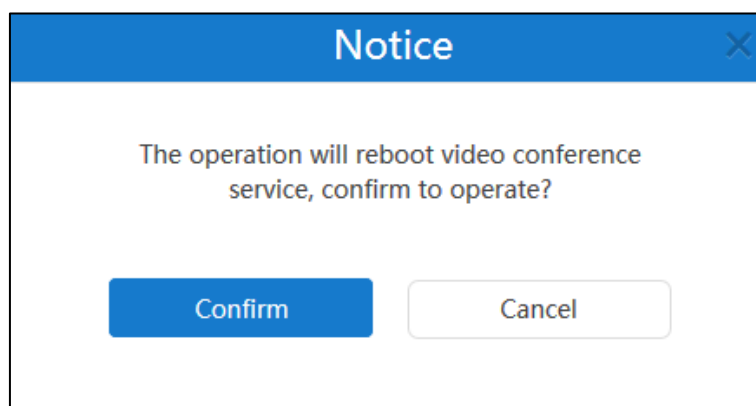 Notice
The operation will reboot video conference
service, confirm to operate?
Confirm
Cancel